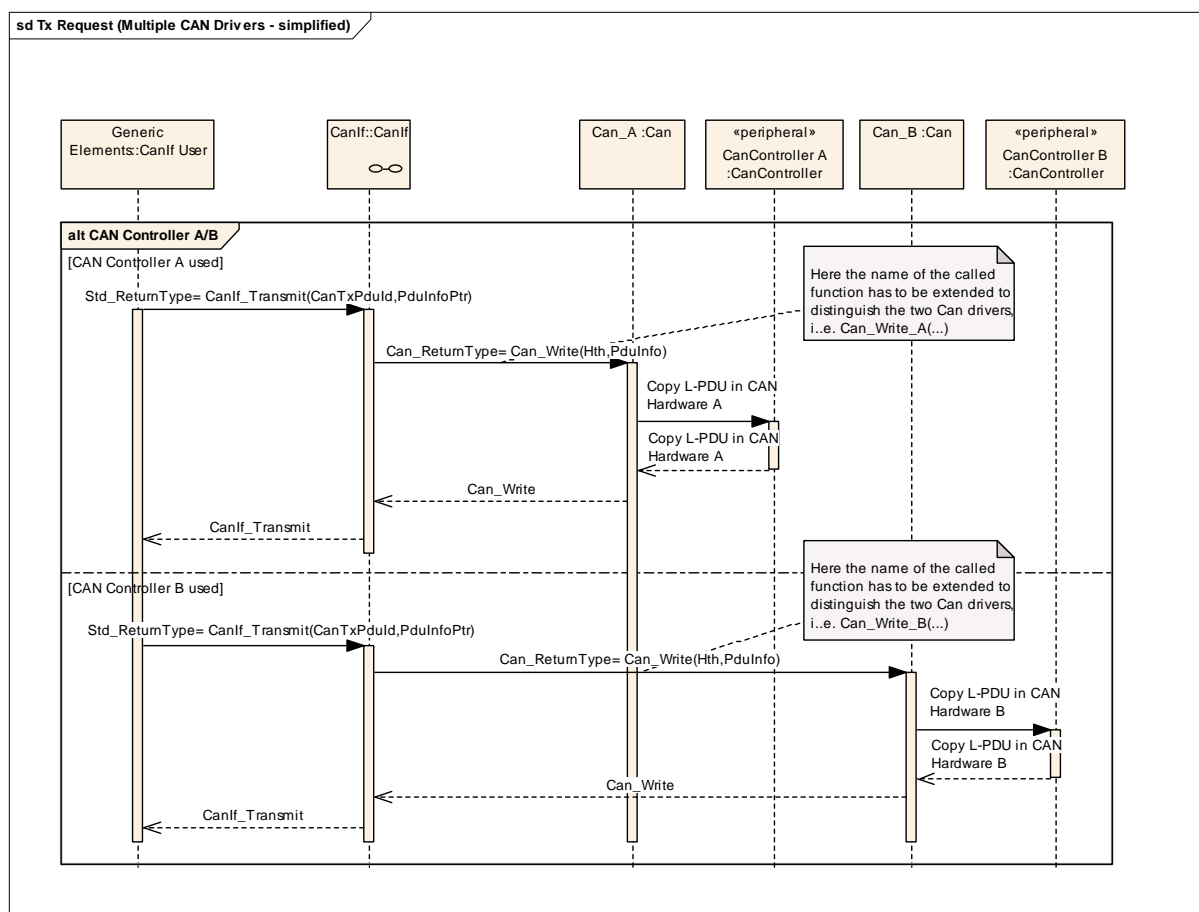 sd Tx Request (Multiple CAN Drivers - simplified)
Generic
Elements::CanIf User
CanIf::CanIf
Can_A :Can
«peripheral»
CanController A
:CanController
Can_B :Can
«peripheral»
CanController B
:CanController
alt CAN Controller A/B
[CAN Controller A used]
Here the name of the called
function has to be extended to
distinguish the two Can drivers,
i..e. Can_Write_A(...)
Std_ReturnType= CanIf_Transmit(CanTxPduId,PduInfoPtr)
Can_ReturnType= Can_Write(Hth,PduInfo)
Copy L-PDU in CAN
Hardware A
Copy L-PDU in CAN
Hardware A
Can_Write
CanIf_Transmit
[CAN Controller B used]
Here the name of the called
function has to be extended to
distinguish the two Can drivers,
i..e. Can_Write_B(...)
Std_ReturnType= CanIf_Transmit(CanTxPduId,PduInfoPtr)
Can_ReturnType= Can_Write(Hth,PduInfo)
Copy L-PDU in CAN
Hardware B
Copy L-PDU in CAN
Hardware B
Can_Write
CanIf_Transmit